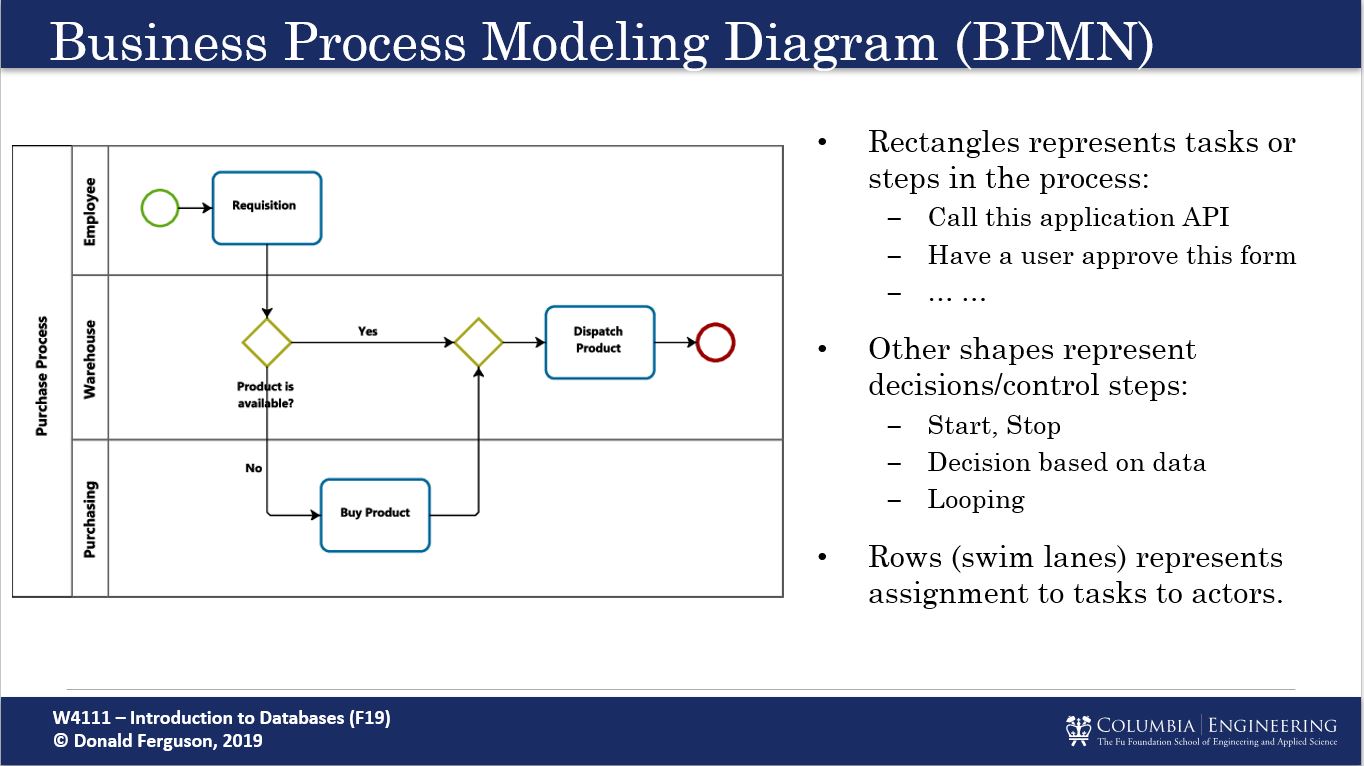 Business Process Modeling Diagram (BPMN)
Purchase Process
Employee
Requisition
Warehouse
Yes
Product is
available?
Dispatch
Product
Purchasing
No
Buy Product
• Rectangles represents tasks or
steps in the process:
– Call this application API
– Have a user approve this form
– … …
• Other shapes represent
decisions/control steps:
– Start, Stop
– Decision based on data
– Looping
• Rows (swim lanes) represents
assignment to tasks to actors.
W4111 – Introduction to Databases (F19)
© Donald Ferguson, 2019
COLUMBIA | ENGINEERING
The Fu Foundation School of Engineering and Applied Science